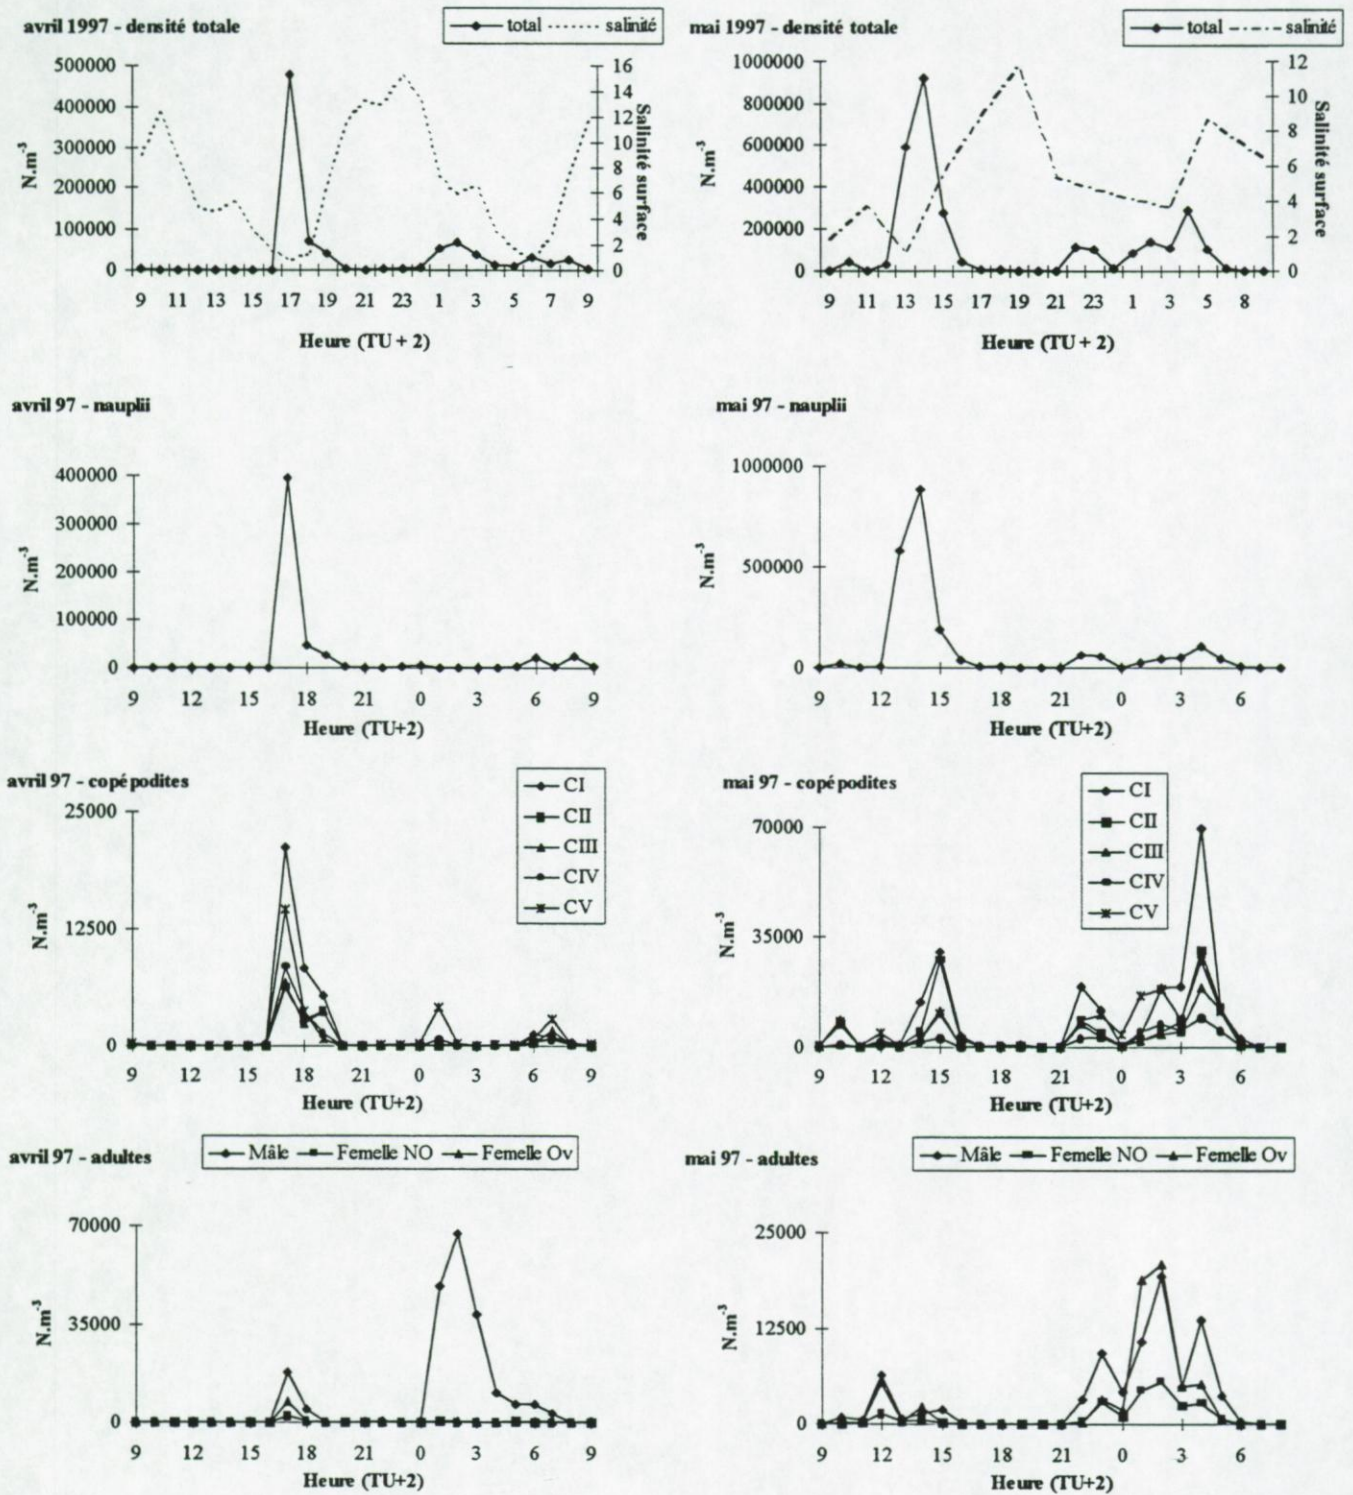 avril 1997 - densité totale
total salinité
500000
400000
300000
200000
100000
0
N.m-3
16
14
12
10
8
6
4
2
0
Salinité surface
9 11 13 15 17 19 21 23 1 3 5 7 9
Heure (TU + 2)
mai 1997 - densité totale
total salinité
1000000
800000
600000
400000
200000
0
N.m-3
12
10
8
6
4
2
0
Salinité surface
9 11 13 15 17 19 21 23 1 3 5 8
Heure (TU + 2)
avril 97 - nauplii
400000
300000
200000
100000
0
N.m-3
9 12 15 18 21 0 3 6 9
Heure (TU+2)
mai 97 - nauplii
1000000
500000
0
N.m-3
9 12 15 18 21 0 3 6
Heure (TU+2)
avril 97 - copépodites
CI
CII
CIII
CIV
CV
25000
12500
0
N.m-3
9 12 15 18 21 0 3 6 9
Heure (TU+2)
mai 97 - copépodites
CI
CII
CIII
CIV
CV
70000
35000
0
N.m-3
9 12 15 18 21 0 3 6
Heure (TU+2)
avril 97 - adultes
Mâle Femelle NO Femelle Ov
70000
35000
0
N.m-3
9 12 15 18 21 0 3 6 9
Heure (TU+2)
mai 97 - adultes
Mâle Femelle NO Femelle Ov
25000
12500
0
N.m-3
9 12 15 18 21 0 3 6
Heure (TU+2)